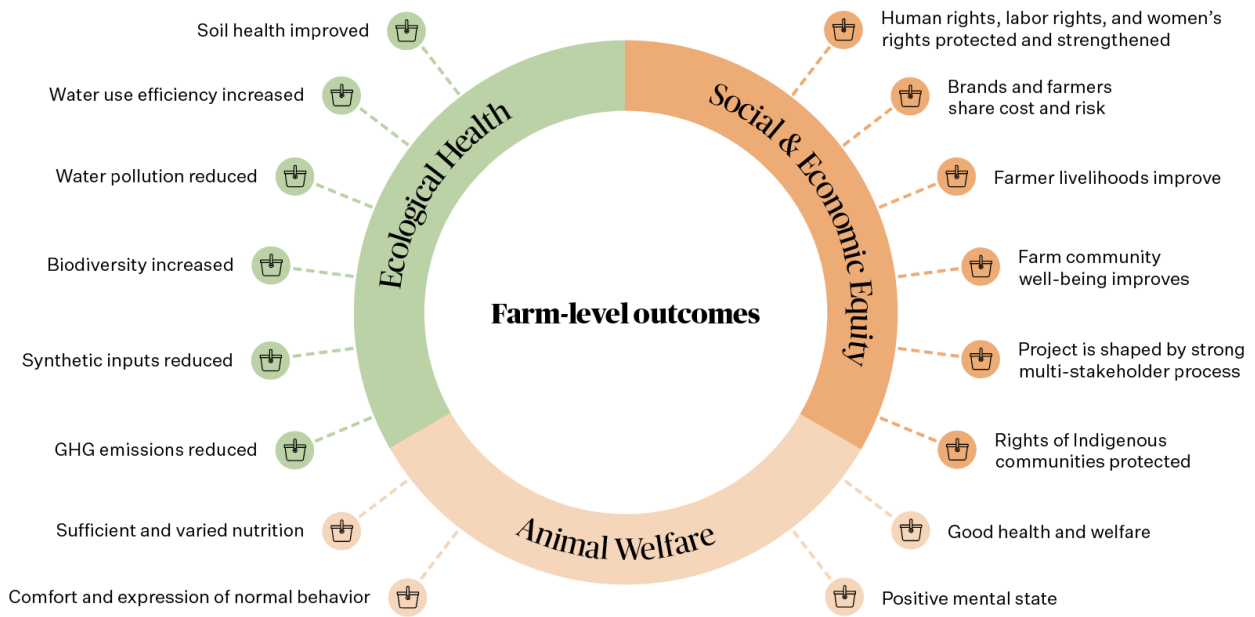 Farm-level outcomes
Ecological Health
Soil health improved
Water use efficiency increased
Water pollution reduced
Biodiversity increased
Synthetic inputs reduced
GHG emissions reduced
Social & Economic Equity
Human rights, labor rights, and women’s
rights protected and strengthened
Brands and farmers
share cost and risk
Farmer livelihoods improve
Farm community
well-being improves
Project is shaped by strong
multi-stakeholder process
Rights of Indigenous
communities protected
Animal Welfare
Sufficient and varied nutrition
Comfort and expression of normal behavior
Good health and welfare
Positive mental state